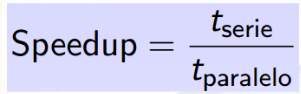 Speedup = t_serie / t_paralelo